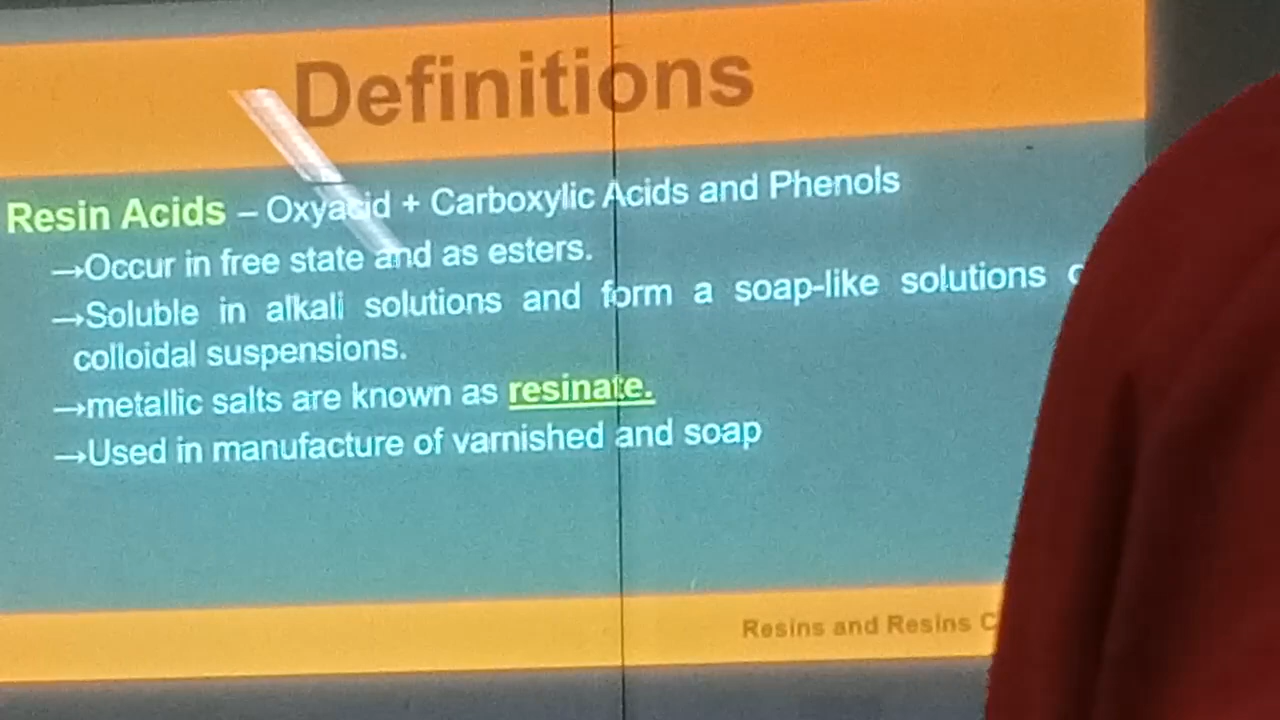 Definitions
Resin Acids – Oxyacid + Carboxylic Acids and Phenols
→Occur in free state and as esters.
→Soluble in alkali solutions and form a soap-like solutions
colloidal suspensions.
→metallic salts are known as resinate.
→Used in manufacture of varnished and soap
Resins and Resins